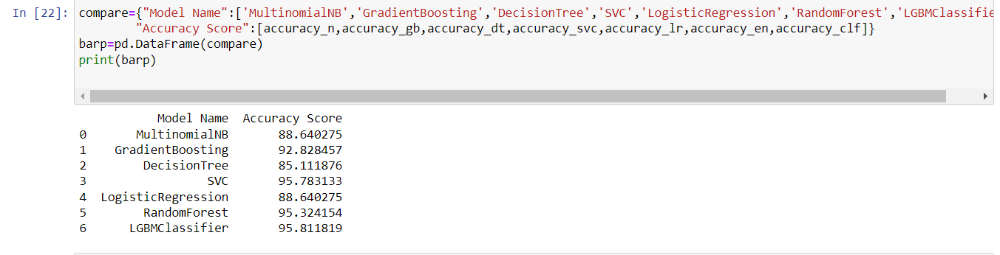 In [22]: compare={"Model Name":['MultinomialNB','GradientBoosting','DecisionTree','SVC','LogisticRegression','RandomForest','LGBMClassifie
"Accuracy Score":[accuracy_n,accuracy_gb,accuracy_dt,accuracy_svc,accuracy_lr,accuracy_en,accuracy_clf]}
barp=pd.DataFrame(compare)
print(barp)
Model Name Accuracy Score
0 MultinomialNB 88.640275
1 GradientBoosting 92.828457
2 DecisionTree 85.111876
3 SVC 95.783133
4 LogisticRegression 88.640275
5 RandomForest 95.324154
6 LGBMClassifier 95.811819